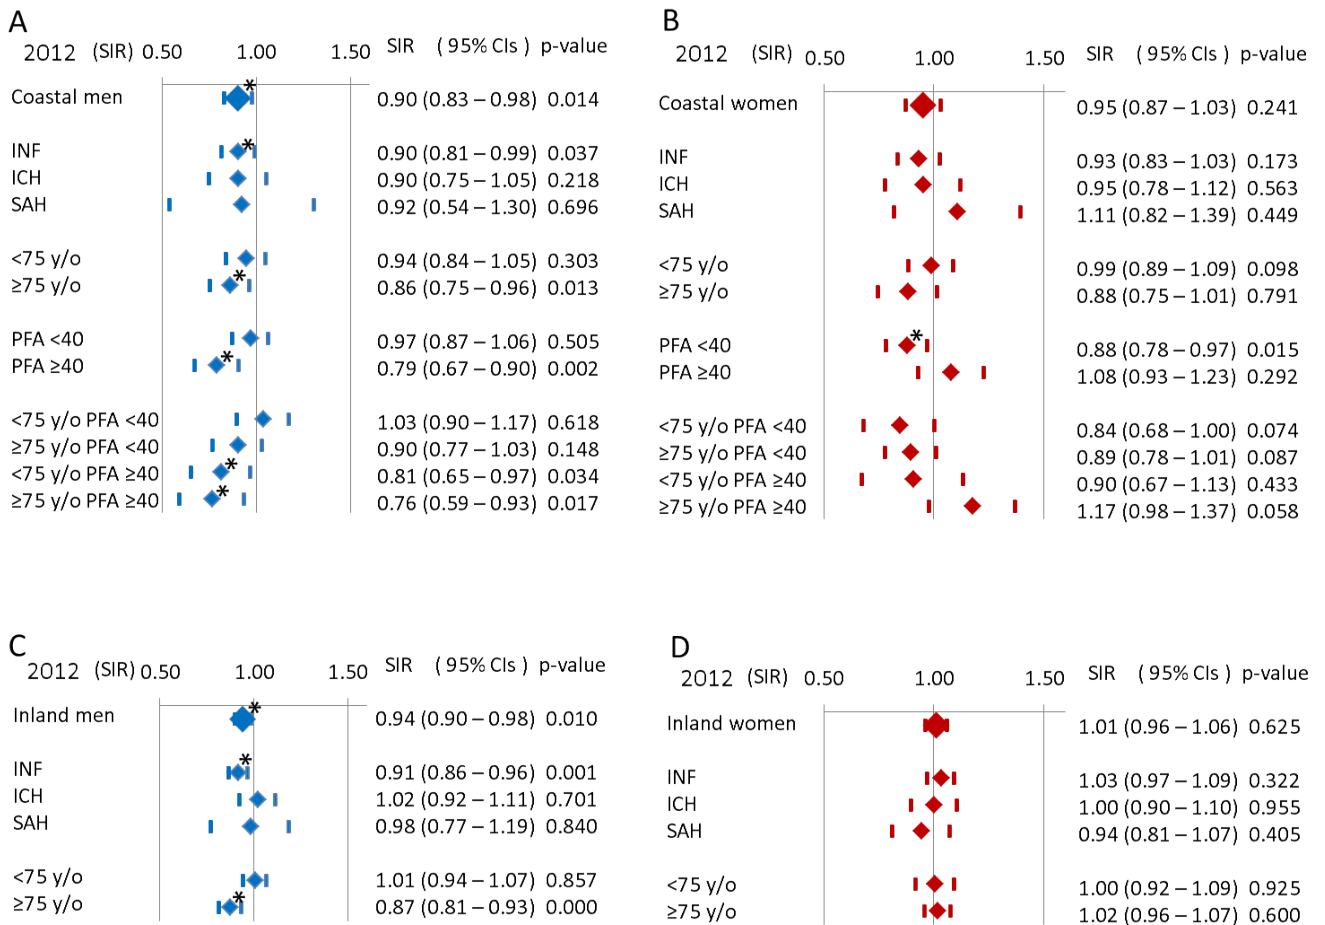 A
2012 (SIR) 0.50 1.00 1.50 SIR ( 95% CIs ) p-value
Coastal men * 0.90 (0.83 – 0.98) 0.014
INF * 0.90 (0.81 – 0.99) 0.037
ICH 0.90 (0.75 – 1.05) 0.218
SAH 0.92 (0.54 – 1.30) 0.696
<75 y/o 0.94 (0.84 – 1.05) 0.303
≥75 y/o * 0.86 (0.75 – 0.96) 0.013
PFA <40 0.97 (0.87 – 1.06) 0.505
PFA ≥40 * 0.79 (0.67 – 0.90) 0.002
<75 y/o PFA <40 1.03 (0.90 – 1.17) 0.618
≥75 y/o PFA <40 0.90 (0.77 – 1.03) 0.148
<75 y/o PFA ≥40 * 0.81 (0.65 – 0.97) 0.034
≥75 y/o PFA ≥40 * 0.76 (0.59 – 0.93) 0.017
B
2012 (SIR) 0.50 1.00 1.50 SIR ( 95% CIs ) p-value
Coastal women 0.95 (0.87 – 1.03) 0.241
INF 0.93 (0.83 – 1.03) 0.173
ICH 0.95 (0.78 – 1.12) 0.563
SAH 1.11 (0.82 – 1.39) 0.449
<75 y/o 0.99 (0.89 – 1.09) 0.098
≥75 y/o 0.88 (0.75 – 1.01) 0.791
PFA <40 * 0.88 (0.78 – 0.97) 0.015
PFA ≥40 1.08 (0.93 – 1.23) 0.292
<75 y/o PFA <40 0.84 (0.68 – 1.00) 0.074
≥75 y/o PFA <40 0.89 (0.78 – 1.01) 0.087
<75 y/o PFA ≥40 0.90 (0.67 – 1.13) 0.433
≥75 y/o PFA ≥40 1.17 (0.98 – 1.37) 0.058
C
2012 (SIR) 0.50 1.00 1.50 SIR ( 95% CIs ) p-value
Inland men * 0.94 (0.90 – 0.98) 0.010
INF * 0.91 (0.86 – 0.96) 0.001
ICH 1.02 (0.92 – 1.11) 0.701
SAH 0.98 (0.77 – 1.19) 0.840
<75 y/o 1.01 (0.94 – 1.07) 0.857
≥75 y/o * 0.87 (0.81 – 0.93) 0.000
D
2012 (SIR) 0.50 1.00 1.50 SIR ( 95% CIs ) p-value
Inland women 1.01 (0.96 – 1.06) 0.625
INF 1.03 (0.97 – 1.09) 0.322
ICH 1.00 (0.90 – 1.10) 0.955
SAH 0.94 (0.81 – 1.07) 0.405
<75 y/o 1.00 (0.92 – 1.09) 0.925
≥75 y/o 1.02 (0.96 – 1.07) 0.600